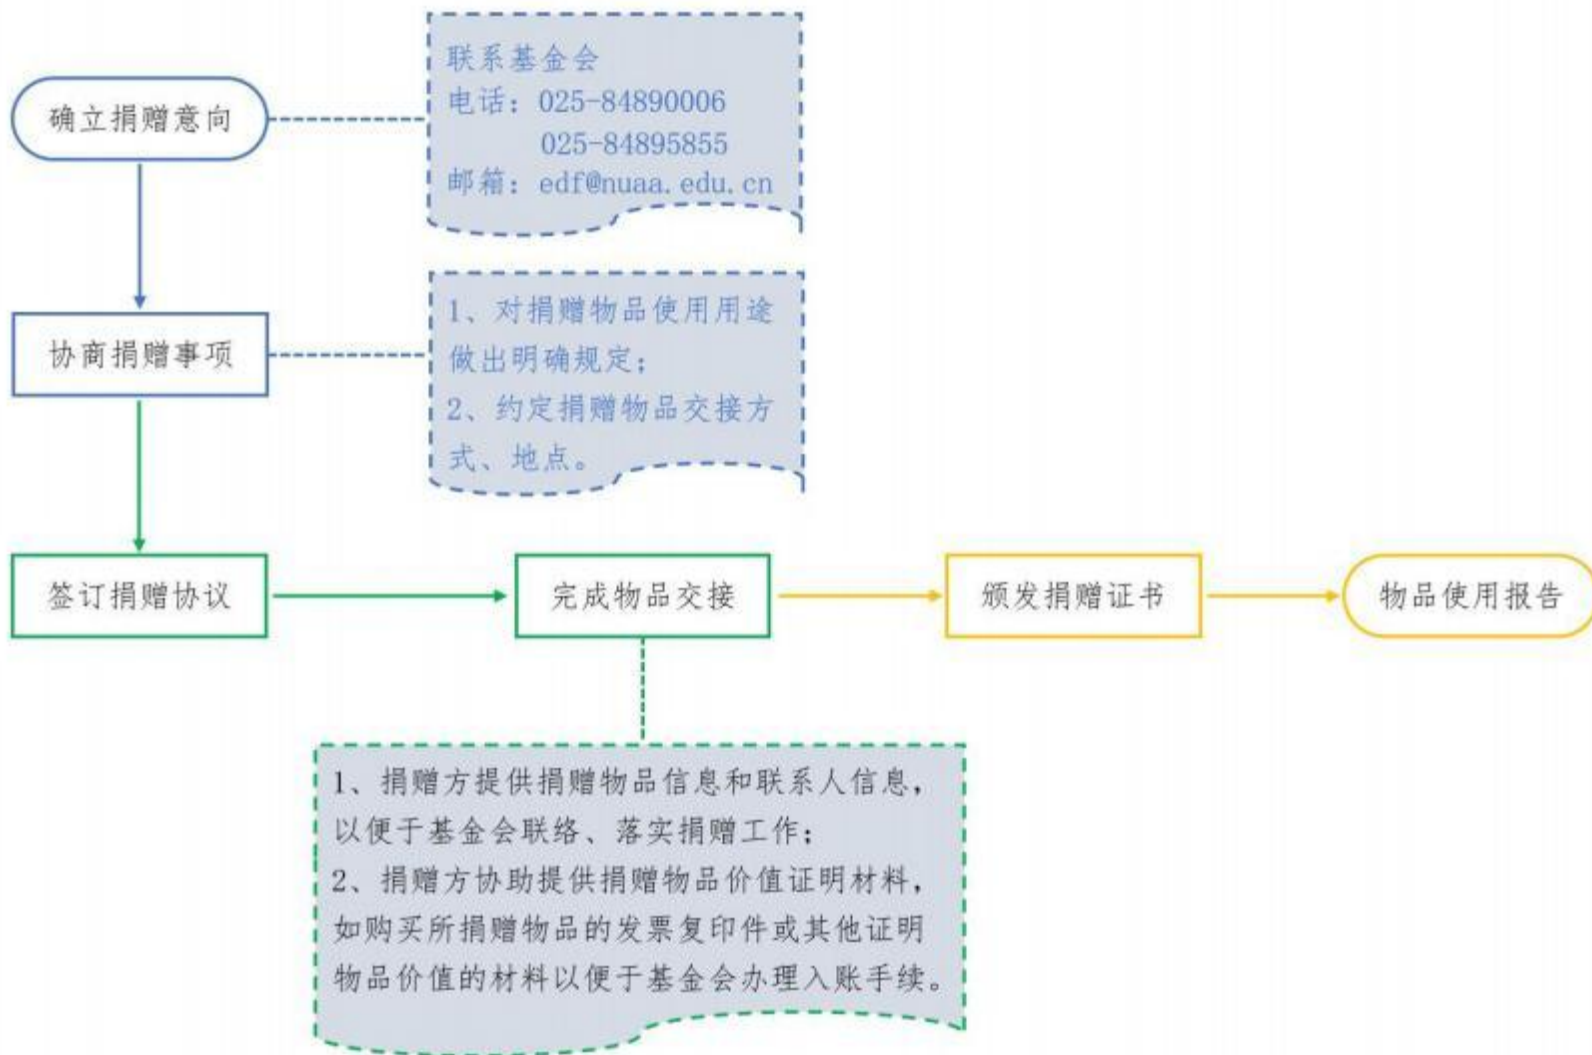 确立捐赠意向
联系基金会
电话：025-84890006
025-84895855
邮箱：edf@nuaa.edu.cn
协商捐赠事项
1、对捐赠物品使用用途
做出明确规定；
2、约定捐赠物品交接方
式、地点。
签订捐赠协议
完成物品交接
颁发捐赠证书
物品使用报告
1、捐赠方提供捐赠物品信息和联系人信息，
以便于基金会联络、落实捐赠工作；
2、捐赠方协助提供捐赠物品价值证明材料，
如购买所捐赠物品的发票复印件或其他证明
物品价值的材料以便于基金会办理入账手续。